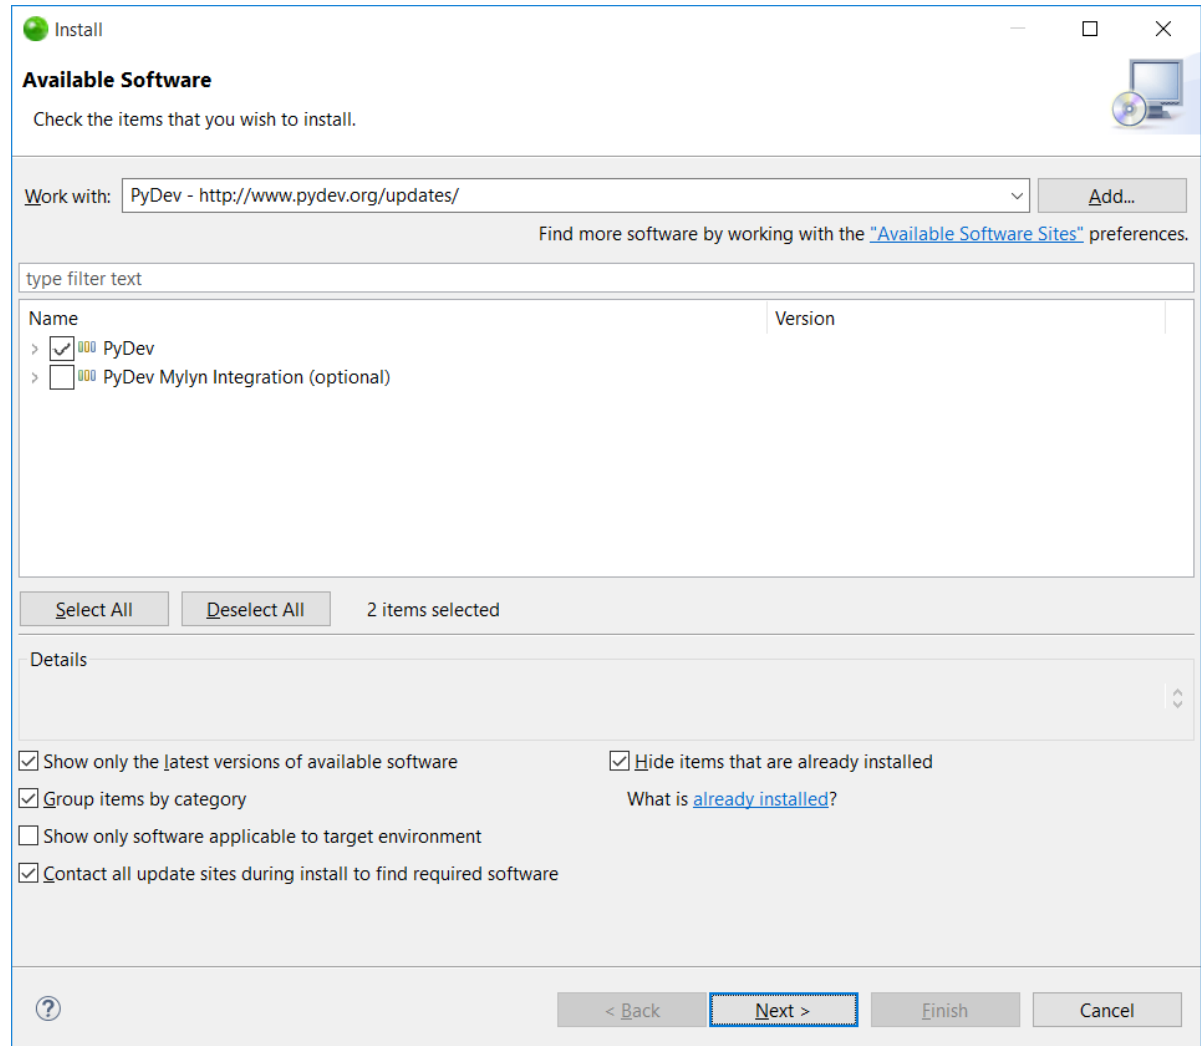 Install
Available Software
Check the items that you wish to install.
Work with: PyDev - http://www.pydev.org/updates/ Add...
Find more software by working with the "Available Software Sites" preferences.
type filter text
Name Version
PyDev
PyDev Mylyn Integration (optional)
Select All Deselect All 2 items selected
Details
Show only the latest versions of available software Hide items that are already installed
Group items by category What is already installed?
Show only software applicable to target environment
Contact all update sites during install to find required software
? < Back Next > Finish Cancel